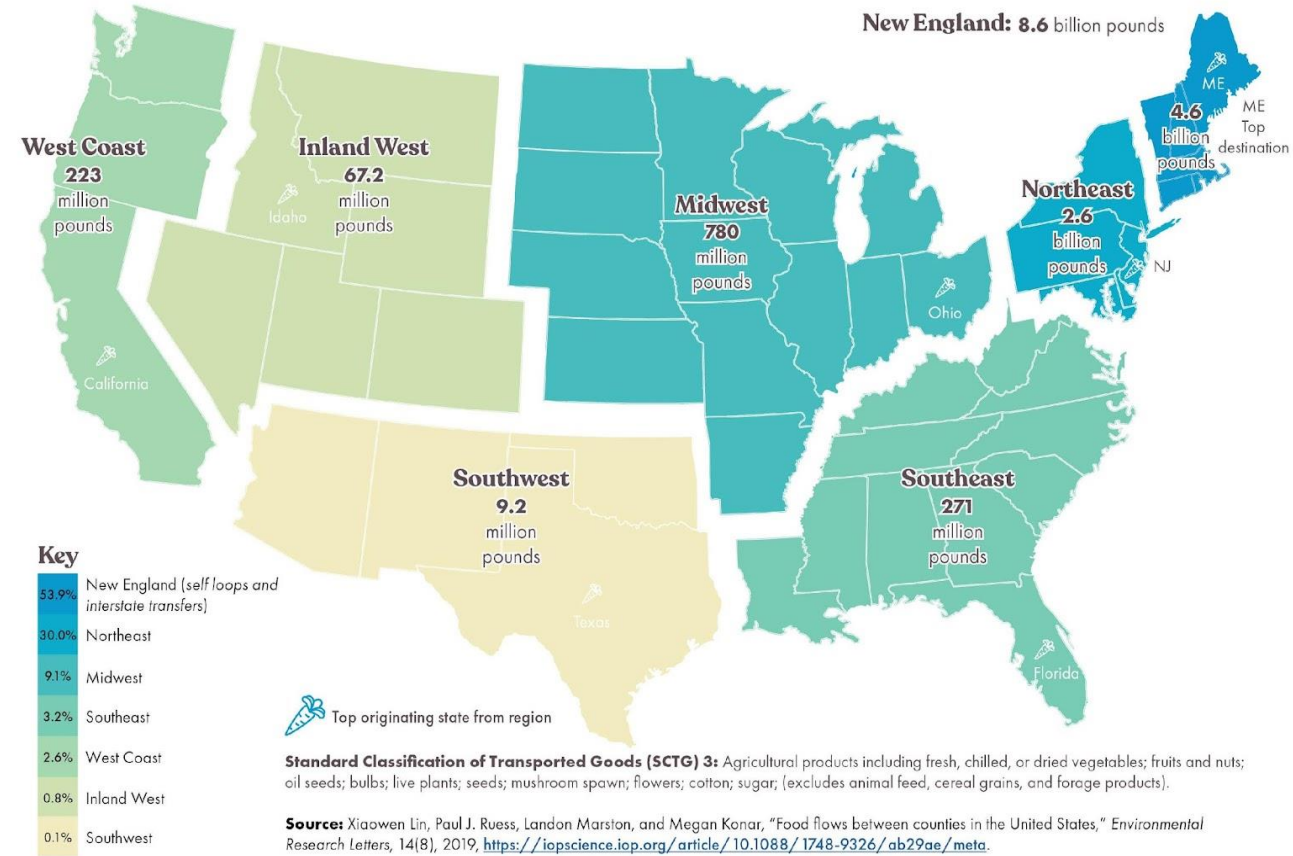 New England: 8.6 billion pounds
ME
ME
Top
destination
4.6
billion
pounds
West Coast
223
million
pounds
Inland West
67.2
million
pounds
Idaho
Midwest
780
million
pounds
Northeast
2.6
billion
pounds
NJ
Ohio
California
Southwest
9.2
million
pounds
Texas
Southeast
271
million
pounds
Florida
Key
53.9% New England (self loops and
interstate transfers)
30.0% Northeast
9.1% Midwest
3.2% Southeast
2.6% West Coast
0.8% Inland West
0.1% Southwest
Top originating state from region
Standard Classification of Transported Goods (SCTG) 3: Agricultural products including fresh, chilled, or dried vegetables; fruits and nuts;
oil seeds; bulbs; live plants; seeds; mushroom spawn; flowers; cotton; sugar; (excludes animal feed, cereal grains, and forage products).
Source: Xiaowen Lin, Paul J. Ruess, Landon Marston, and Megan Konar, “Food flows between counties in the United States,” Environmental
Research Letters, 14(8), 2019, https://iopscience.iop.org/article/10.1088/1748-9326/ab29ae/meta.